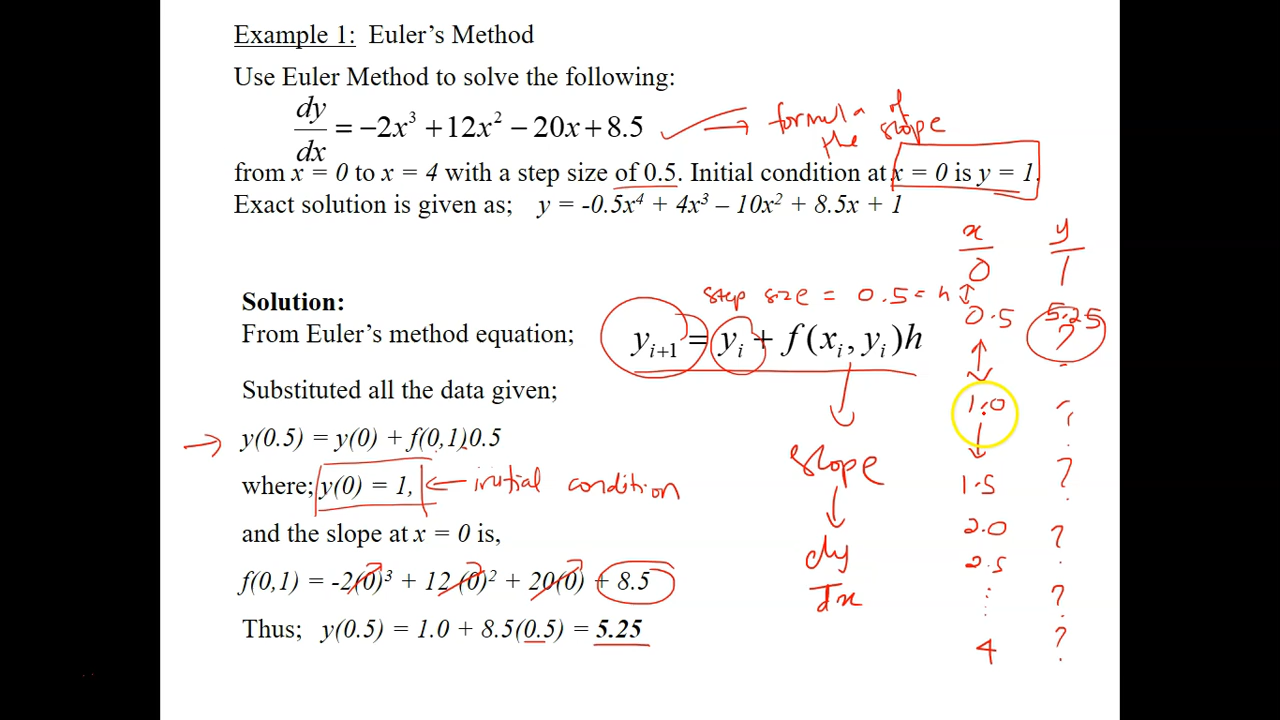 Example 1: Euler's Method
Use Euler Method to solve the following:
dy/dx = −2x³ + 12x² − 20x + 8.5 → formula of the slope
from x = 0 to x = 4 with a step size of 0.5. Initial condition at x = 0 is y = 1.
Exact solution is given as; y = -0.5x⁴ + 4x³ – 10x² + 8.5x + 1
x y
0 1
Solution:
step size = 0.5 = h
0.5 5.25
?
From Euler's method equation; yᵢ₊₁ = yᵢ + f(xᵢ, yᵢ)h
Substituted all the data given;
1.0 ?
→ y(0.5) = y(0) + f(0,1)0.5
slope
where; y(0) = 1, ← initial condition
1.5 ?
and the slope at x = 0 is,
2.0 ?
dy
dx
2.5
f(0,1) = -2(0)³ + 12(0)² + 20(0) + 8.5
⋮ ?
Thus; y(0.5) = 1.0 + 8.5(0.5) = 5.25
4 ?